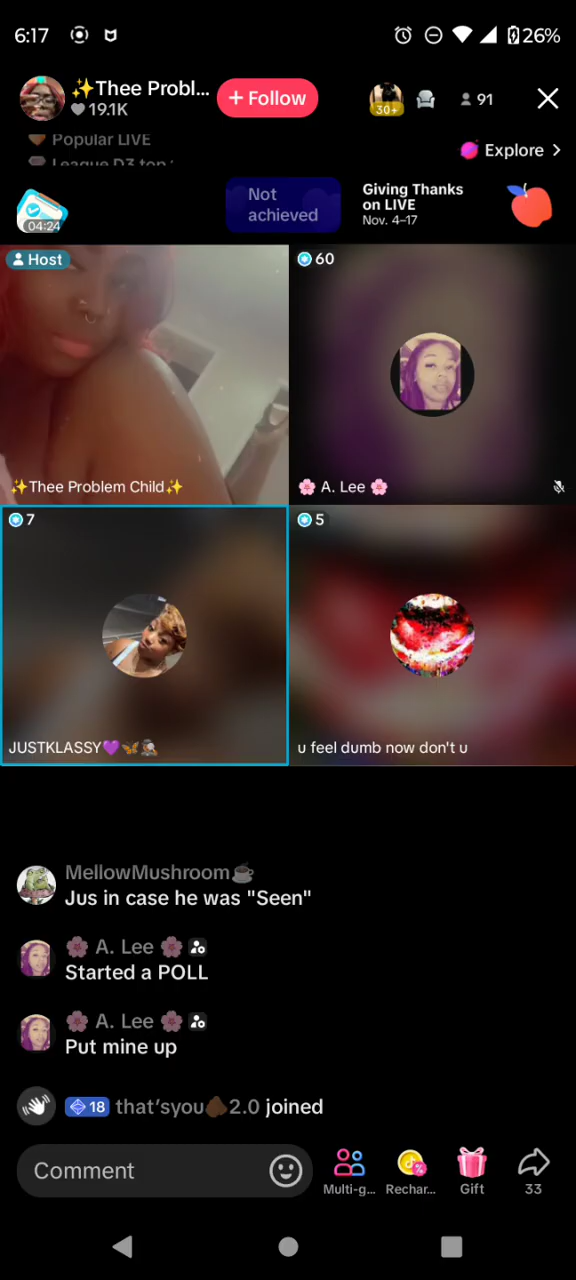 6:17
26%
✨Thee Probl...
+ Follow
30+
91
19.1K
Popular LIVE
Explore >
League D3 top
04:24
Not
achieved
Giving Thanks
on LIVE
Nov. 4–17
Host
60
✨Thee Problem Child✨
🌸 A. Lee 🌸
7
5
JUSTKLASSY💜🦋🕵🏽‍♀️
u feel dumb now don't u
MellowMushroom☕
Jus in case he was "Seen"
🌸 A. Lee 🌸
Started a POLL
🌸 A. Lee 🌸
Put mine up
18 that'syou💩2.0 joined
Comment
Multi-g...
Rechar...
Gift
33